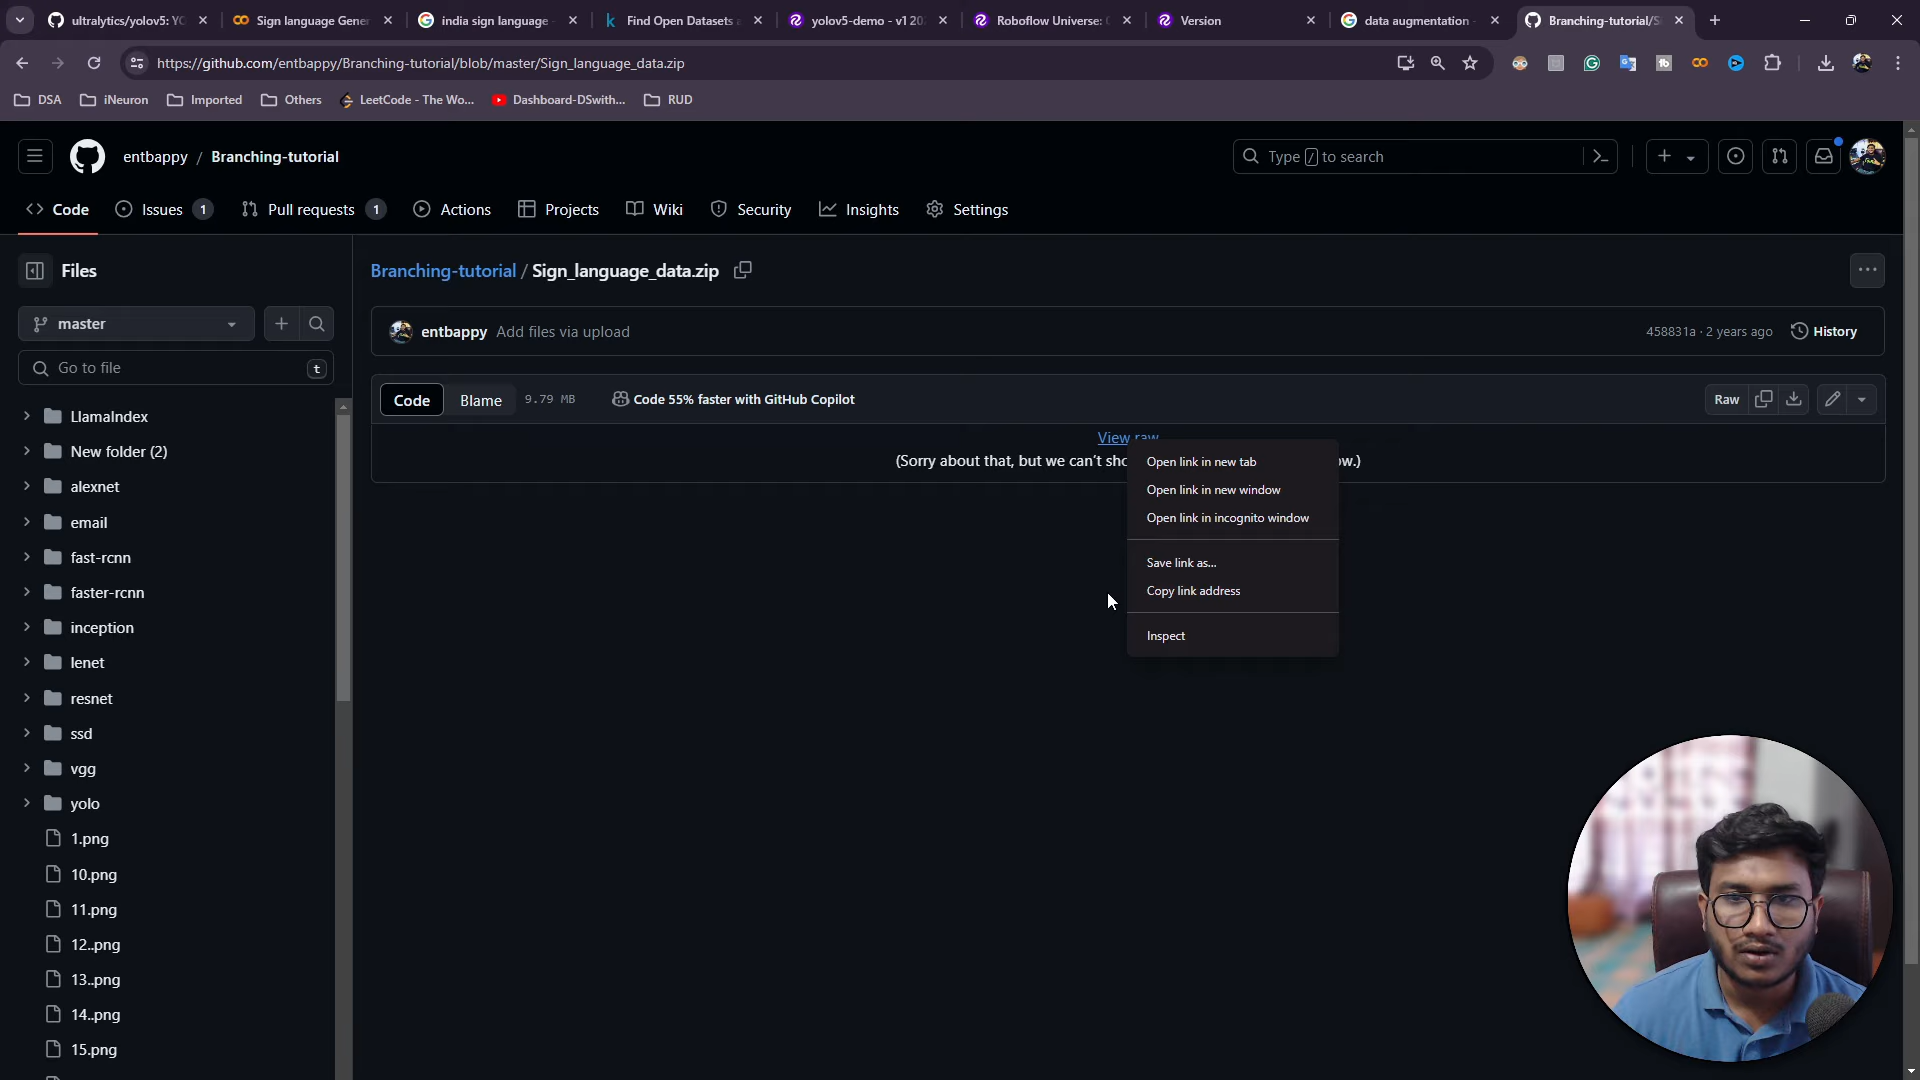 ultralytics/yolov5: YO
Sign language Gener
india sign language -
Find Open Datasets a
yolov5-demo - v1 202
Roboflow Universe: C
Version
data augmentation -
Branching-tutorial/S
https://github.com/entbappy/Branching-tutorial/blob/master/Sign_language_data.zip
DSA
iNeuron
Imported
Others
LeetCode - The Wo...
Dashboard-DSwith...
RUD
entbappy / Branching-tutorial
Type / to search
Code
Issues 1
Pull requests 1
Actions
Projects
Wiki
Security
Insights
Settings
Files
master
Go to file
t
LlamaIndex
New folder (2)
alexnet
email
fast-rcnn
faster-rcnn
inception
lenet
resnet
ssd
vgg
yolo
1.png
10.png
11.png
12..png
13..png
14..png
15.png
Branching-tutorial / Sign_language_data.zip
entbappy Add files via upload
458831a · 2 years ago
History
Code
Blame
9.79 MB
Code 55% faster with GitHub Copilot
Raw
View raw
(Sorry about that, but we can't sho
ow.)
Open link in new tab
Open link in new window
Open link in incognito window
Save link as...
Copy link address
Inspect